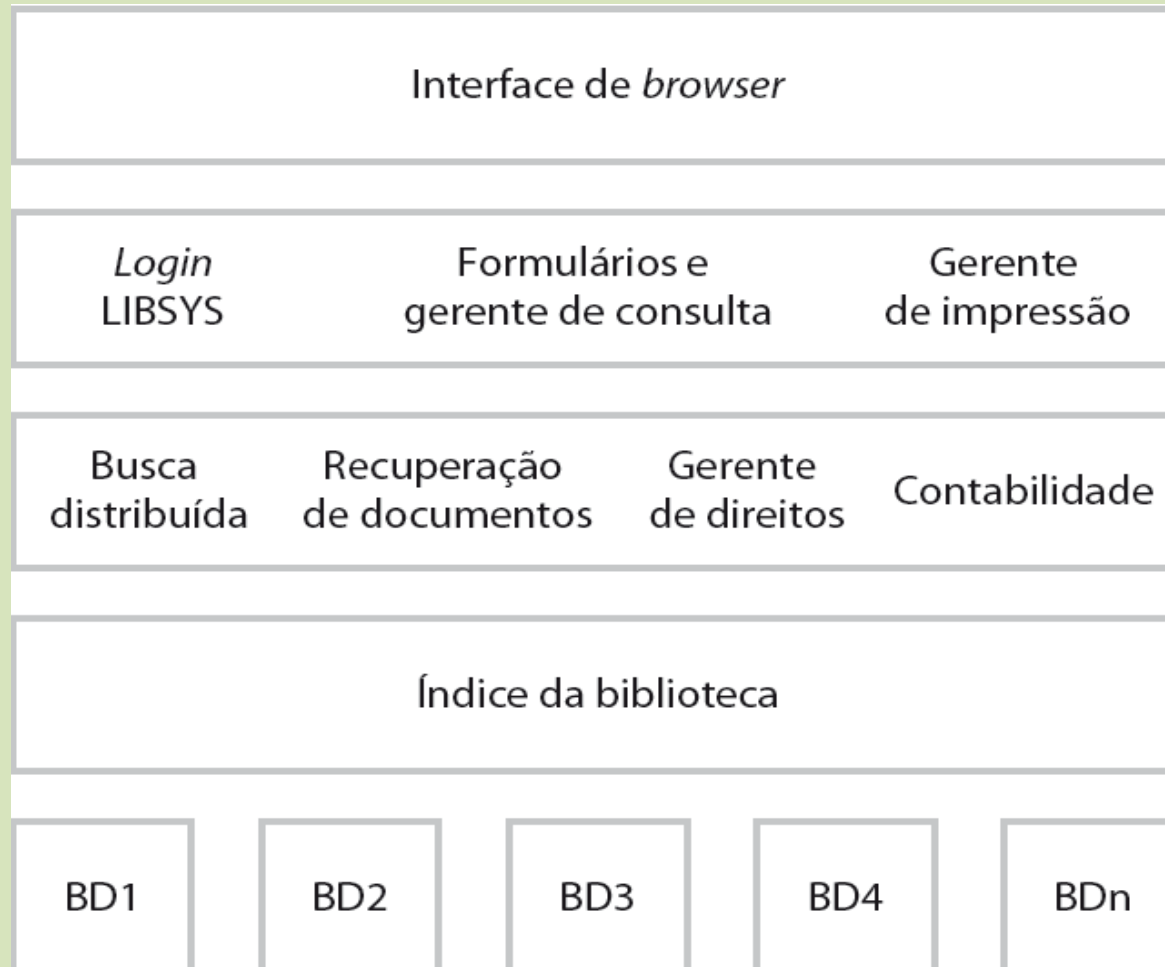 Interface de browser
Login
LIBSYS
Formulários e
gerente de consulta
Gerente
de impressão
Busca
distribuída
Recuperação
de documentos
Gerente
de direitos
Contabilidade
Índice da biblioteca
BD1
BD2
BD3
BD4
BDn